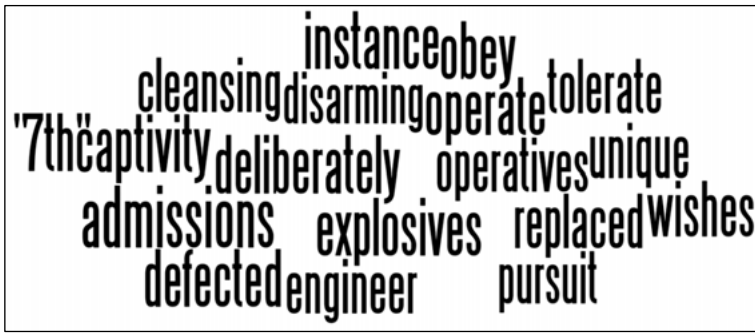 instance obey
cleansing disarming operate tolerate
"7th" captivity deliberately operatives unique
admissions explosives replaced wishes
defected engineer pursuit